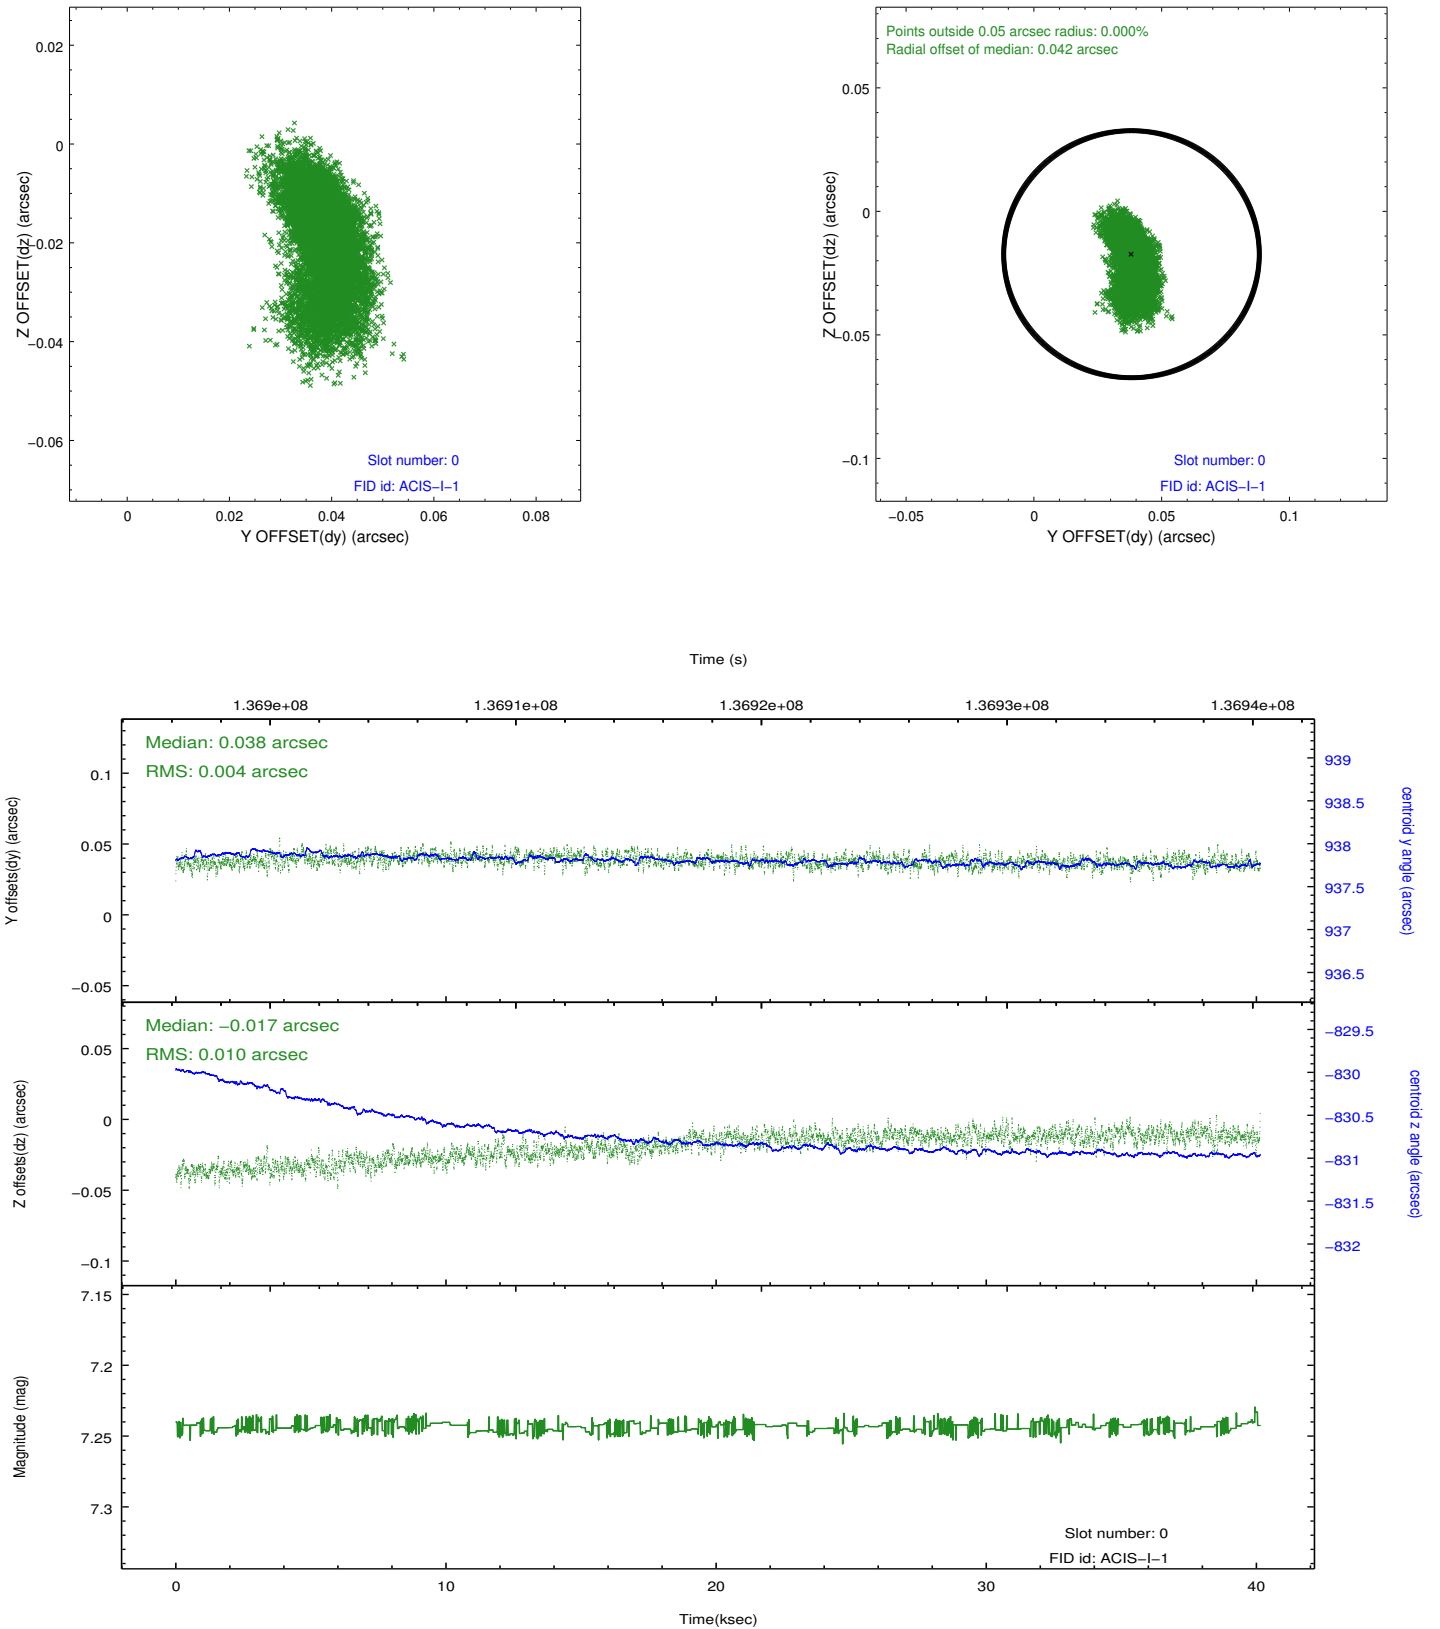 0.02
0
−0.02
−0.04
−0.06
Z OFFSET(dz) (arcsec)
Slot number: 0
FID id: ACIS−I−1
0
0.02
0.04
0.06
0.08
Y OFFSET(dy) (arcsec)
Points outside 0.05 arcsec radius: 0.000%
Radial offset of median: 0.042 arcsec
0.05
0
−0.05
−0.1
Z OFFSET(dz) (arcsec)
Slot number: 0
FID id: ACIS−I−1
−0.05
0
0.05
0.1
Y OFFSET(dy) (arcsec)
Time (s)
1.369e+08
1.3691e+08
1.3692e+08
1.3693e+08
1.3694e+08
Median: 0.038 arcsec
RMS: 0.004 arcsec
0.1
0.05
0
−0.05
Y offsets(dy) (arcsec)
939
938.5
938
937.5
937
936.5
centroid y angle (arcsec)
Median: −0.017 arcsec
RMS: 0.010 arcsec
0.05
0
−0.05
−0.1
Z offsets(dz) (arcsec)
−829.5
−830
−830.5
−831
−831.5
−832
centroid z angle (arcsec)
7.15
7.2
7.25
7.3
Magnitude (mag)
Slot number: 0
FID id: ACIS−I−1
0
10
20
30
40
Time(ksec)